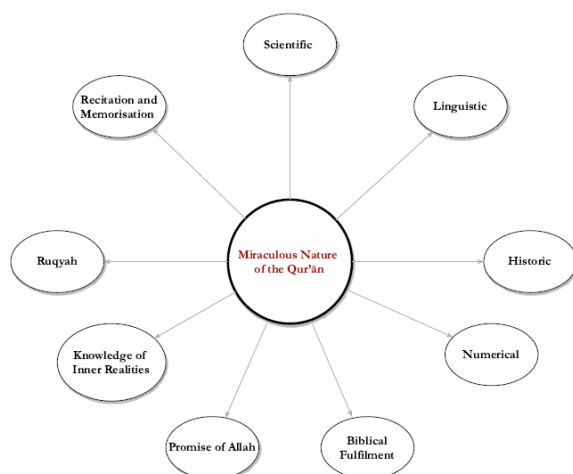 Scientific
Recitation and
Memorisation
Linguistic
Miraculous Nature
of the Qur'ān
Ruqyah
Historic
Knowledge of
Inner Realities
Numerical
Promise of Allah
Biblical
Fulfilment